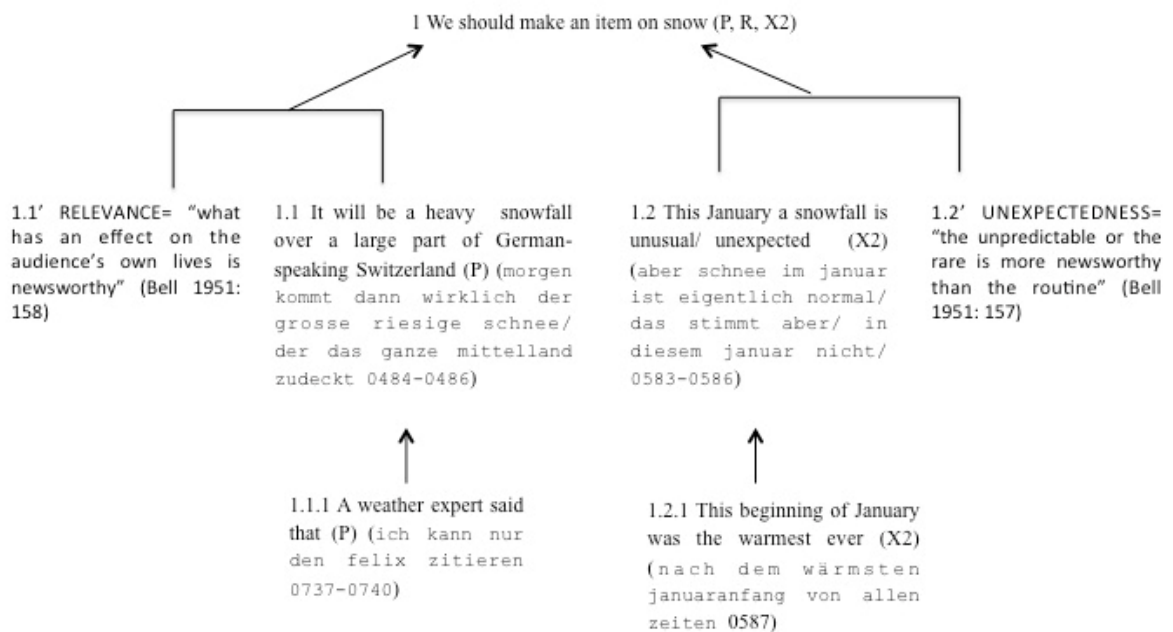 1 We should make an item on snow (P, R, X2)
1.1' RELEVANCE= “what
has an effect on the
audience’s own lives is
newsworthy” (Bell 1951:
158)
1.1 It will be a heavy snowfall
over a large part of German-
speaking Switzerland (P) (morgen
kommt dann wirklich der
grosse riesige schnee/
der das ganze mittelland
zudeckt 0484-0486)
1.2 This January a snowfall is
unusual/ unexpected (X2)
(aber schnee im januar
ist eigentlich normal/
das stimmt aber/ in
diesem januar nicht/
0583-0586)
1.2' UNEXPECTEDNESS=
“the unpredictable or the
rare is more newsworthy
than the routine” (Bell
1951: 157)
1.1.1 A weather expert said
that (P) (ich kann nur
den felix zitieren
0737-0740)
1.2.1 This beginning of January
was the warmest ever (X2)
(nach dem wärmsten
januaranfang von allen
zeiten 0587)